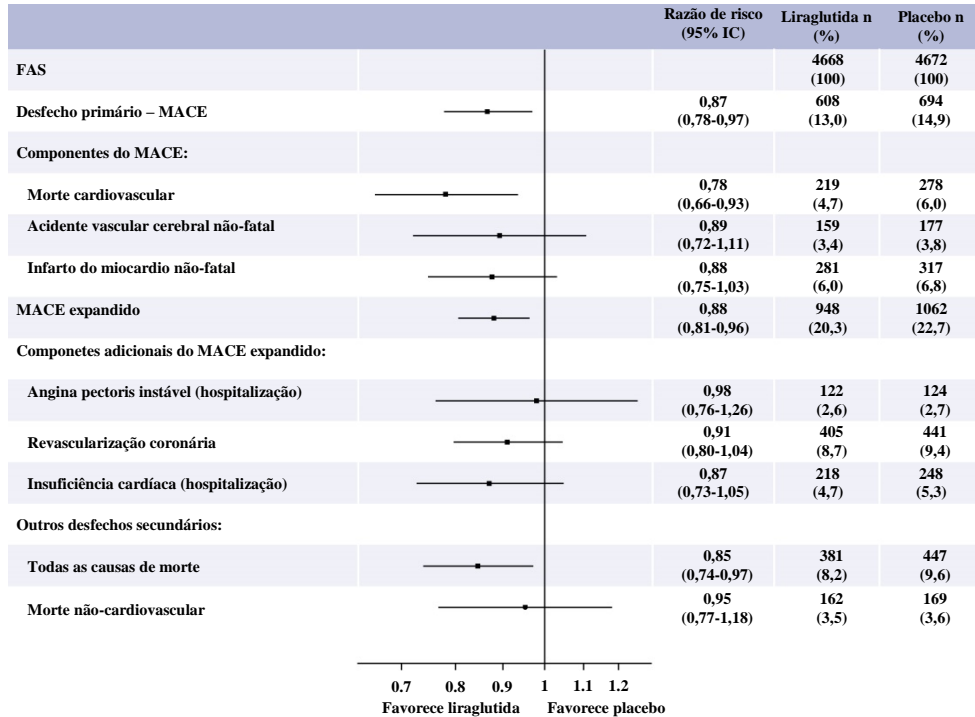 Razão de risco Liraglutida n Placebo n
(95% IC) (%) (%)
4668 4672
FAS
(100) (100)
0,87 608 694
Desfecho primário – MACE
(0,78-0,97) (13,0) (14,9)
Componentes do MACE:
0,78 219 278
Morte cardiovascular
(0,66-0,93) (4,7) (6,0)
Acidente vascular cerebral não-fatal 0,89 159 177
(0,72-1,11) (3,4) (3,8)
Infarto do miocardio não-fatal 0,88 281 317
(0,75-1,03) (6,0) (6,8)
MACE expandido 0,88 948 1062
(0,81-0,96) (20,3) (22,7)
Componetes adicionais do MACE expandido:
Angina pectoris instável (hospitalização) 0,98 122 124
(0,76-1,26) (2,6) (2,7)
0,91 405 441
Revascularização coronária
(0,80-1,04) (8,7) (9,4)
0,87 218 248
Insuficiência cardíaca (hospitalização)
(0,73-1,05) (4,7) (5,3)
Outros desfechos secundários:
0,85 381 447
Todas as causas de morte
(0,74-0,97) (8,2) (9,6)
0,95 162 169
Morte não-cardiovascular
(0,77-1,18) (3,5) (3,6)
0.7 0.8 0.9 1 1.1 1.2
Favorece liraglutida Favorece placebo